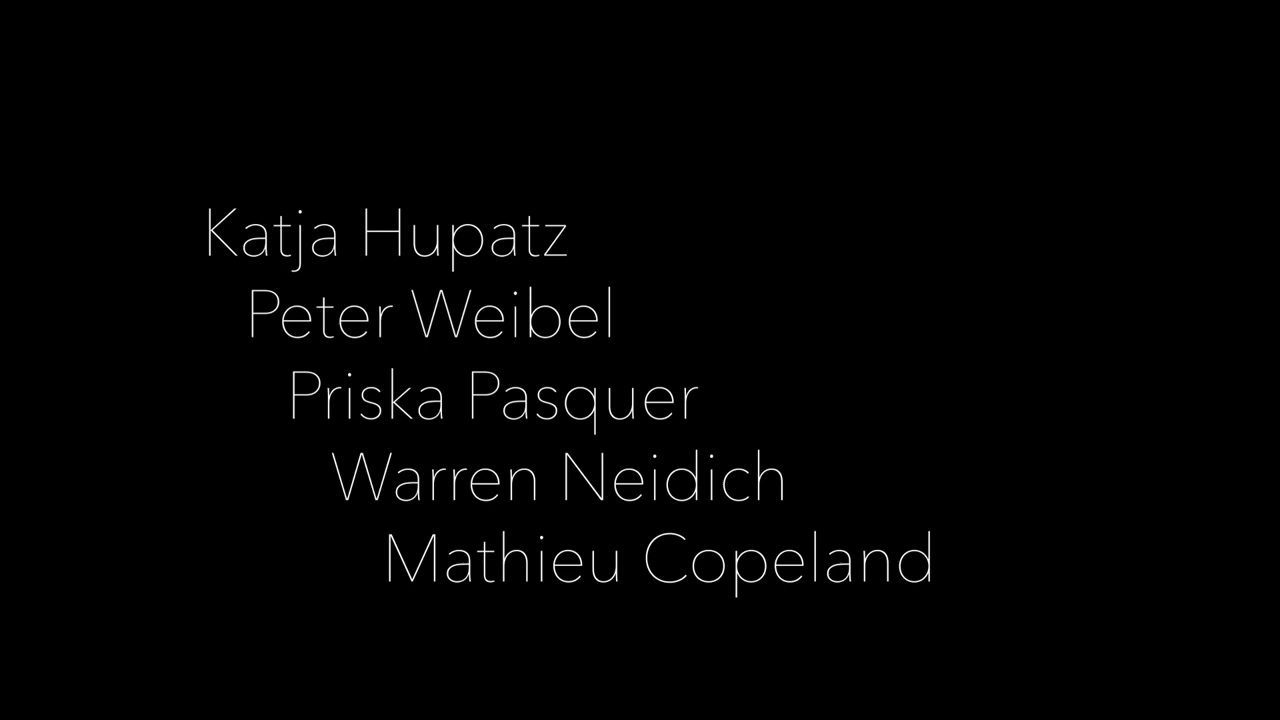 Katja Hupatz
Peter Weibel
Priska Pasquer
Warren Neidich
Mathieu Copeland